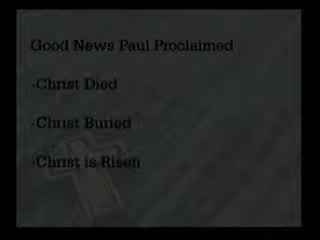 Good News Paul Proclaimed
-Christ Died
-Christ Buried
-Christ is Risen